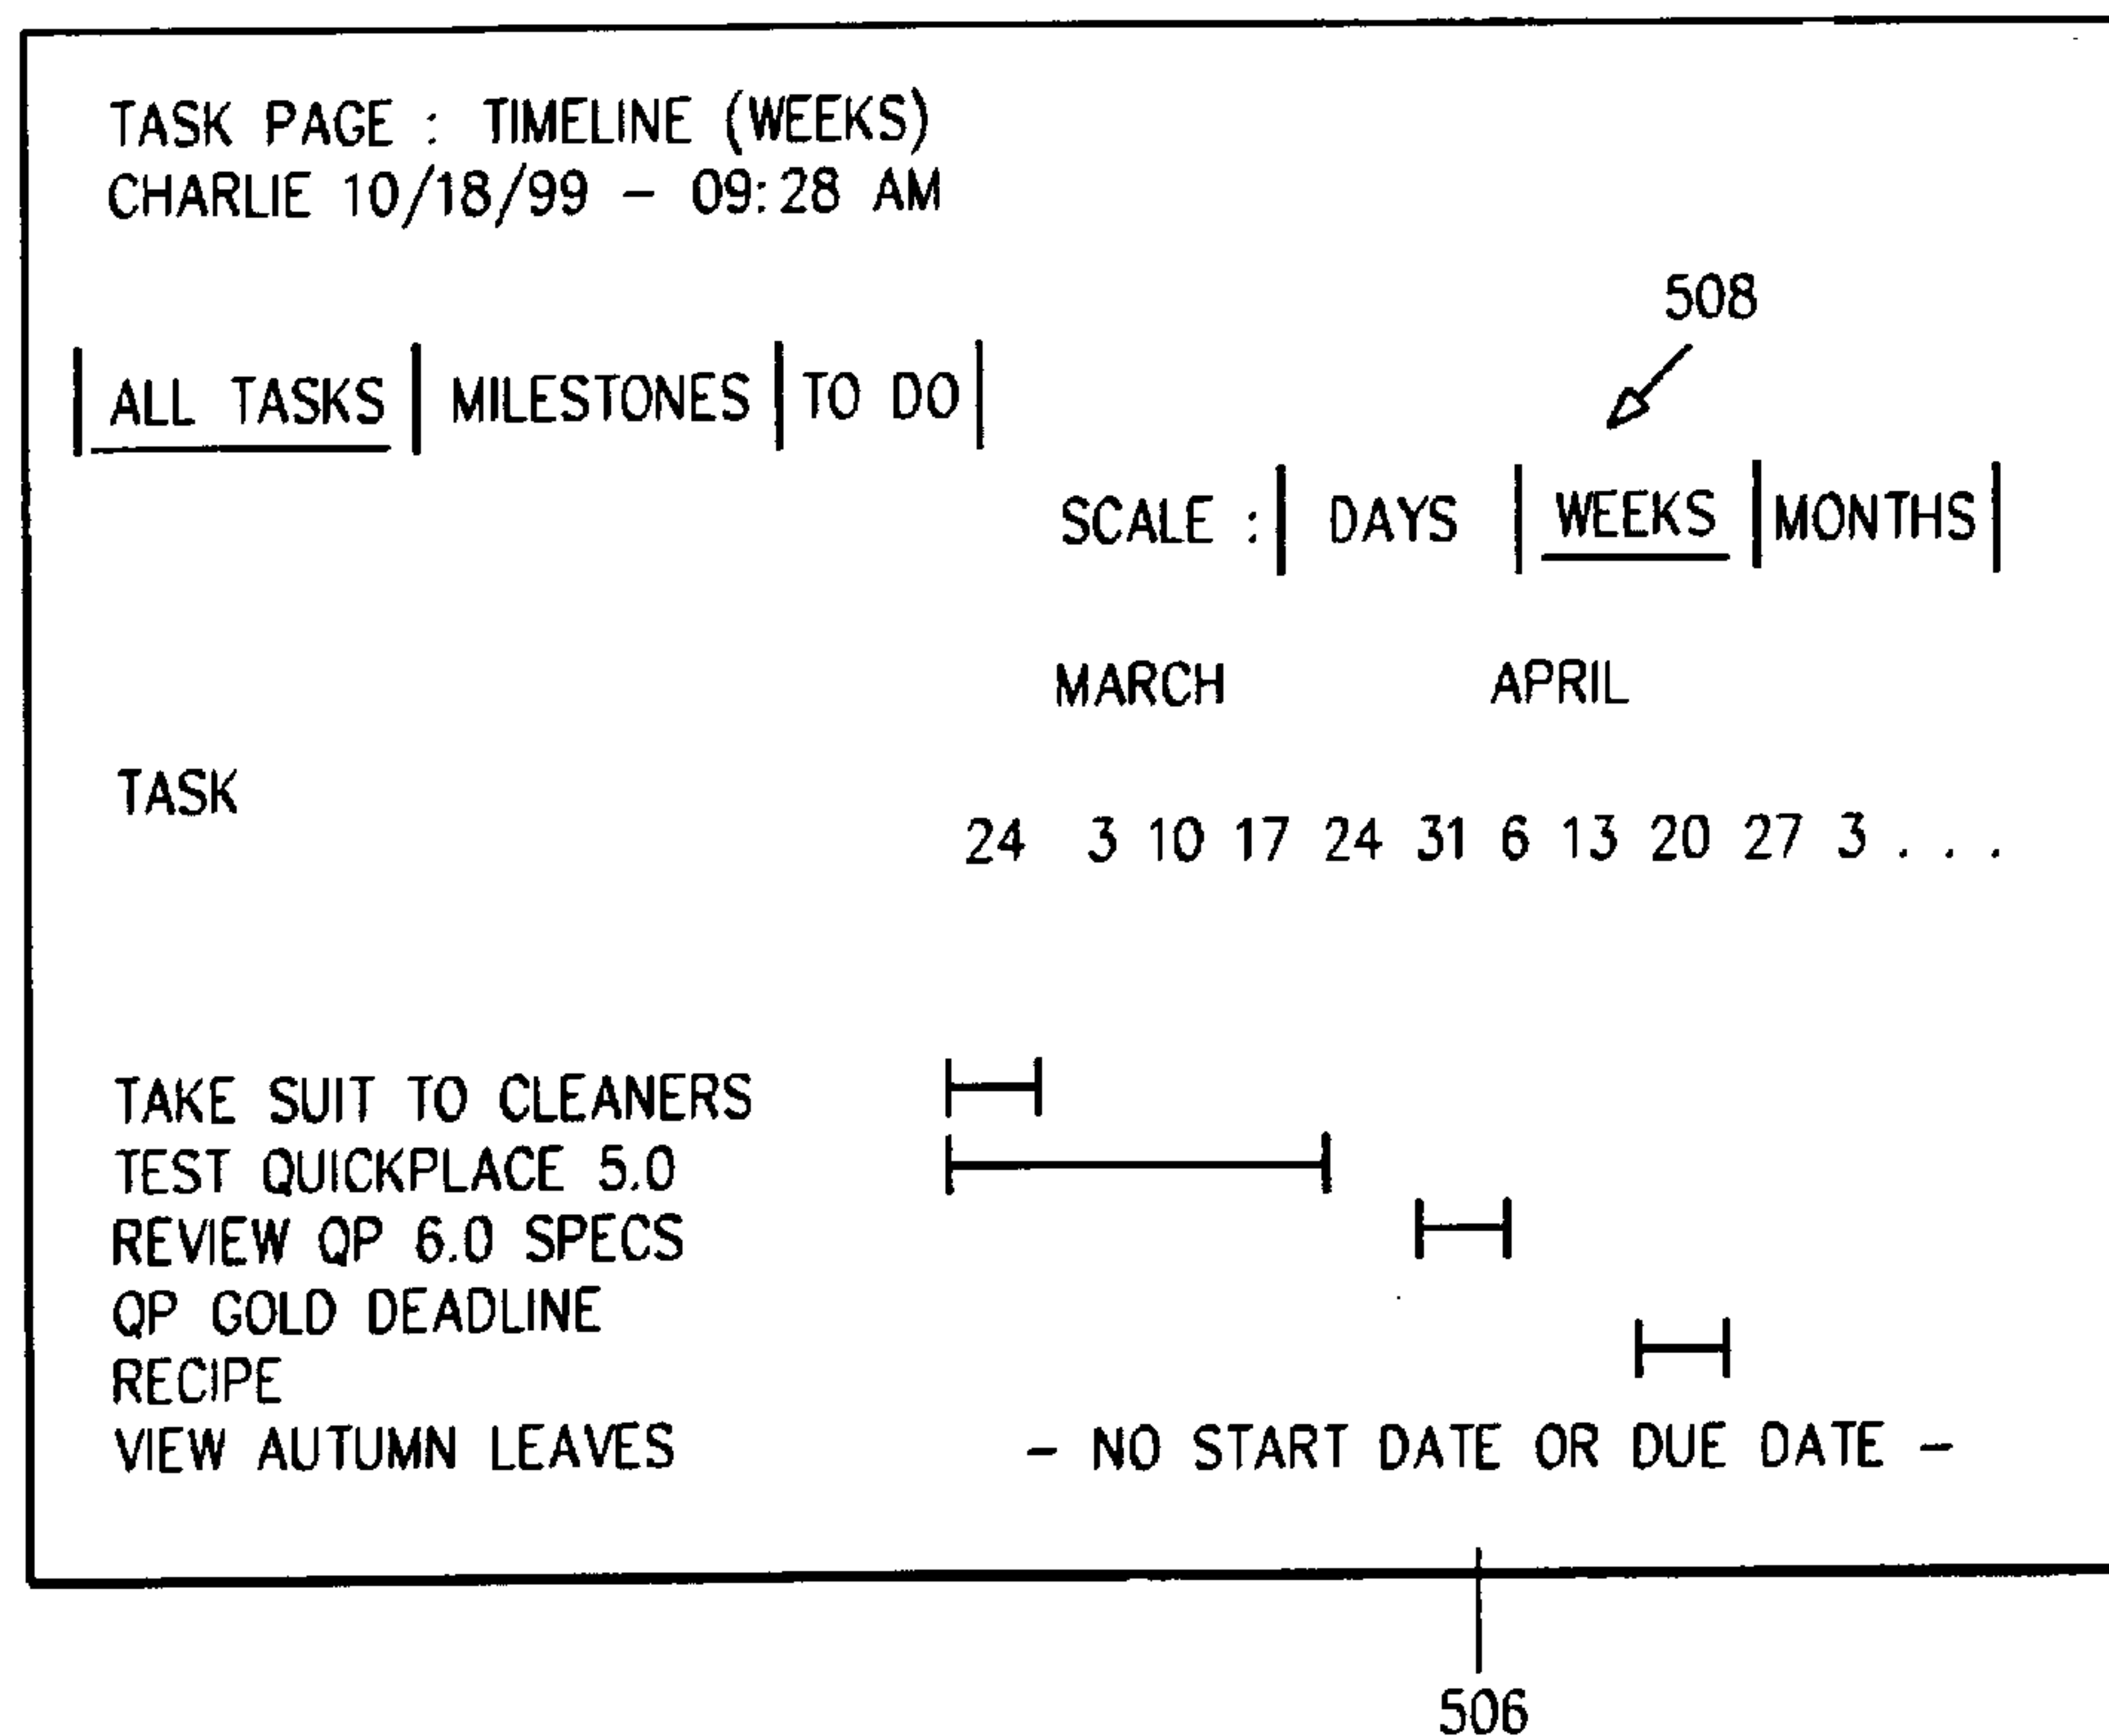 TASK PAGE : TIMELINE (WEEKS)
CHARLIE 10/18/99 – 09:28 AM
508
ALL TASKS | MILESTONES | TO DO
SCALE : | DAYS | WEEKS | MONTHS |
MARCH APRIL
TASK
24 3 10 17 24 31 6 13 20 27 3 . . .
TAKE SUIT TO CLEANERS
TEST QUICKPLACE 5.0
REVIEW QP 6.0 SPECS
QP GOLD DEADLINE
RECIPE
VIEW AUTUMN LEAVES – NO START DATE OR DUE DATE –
506